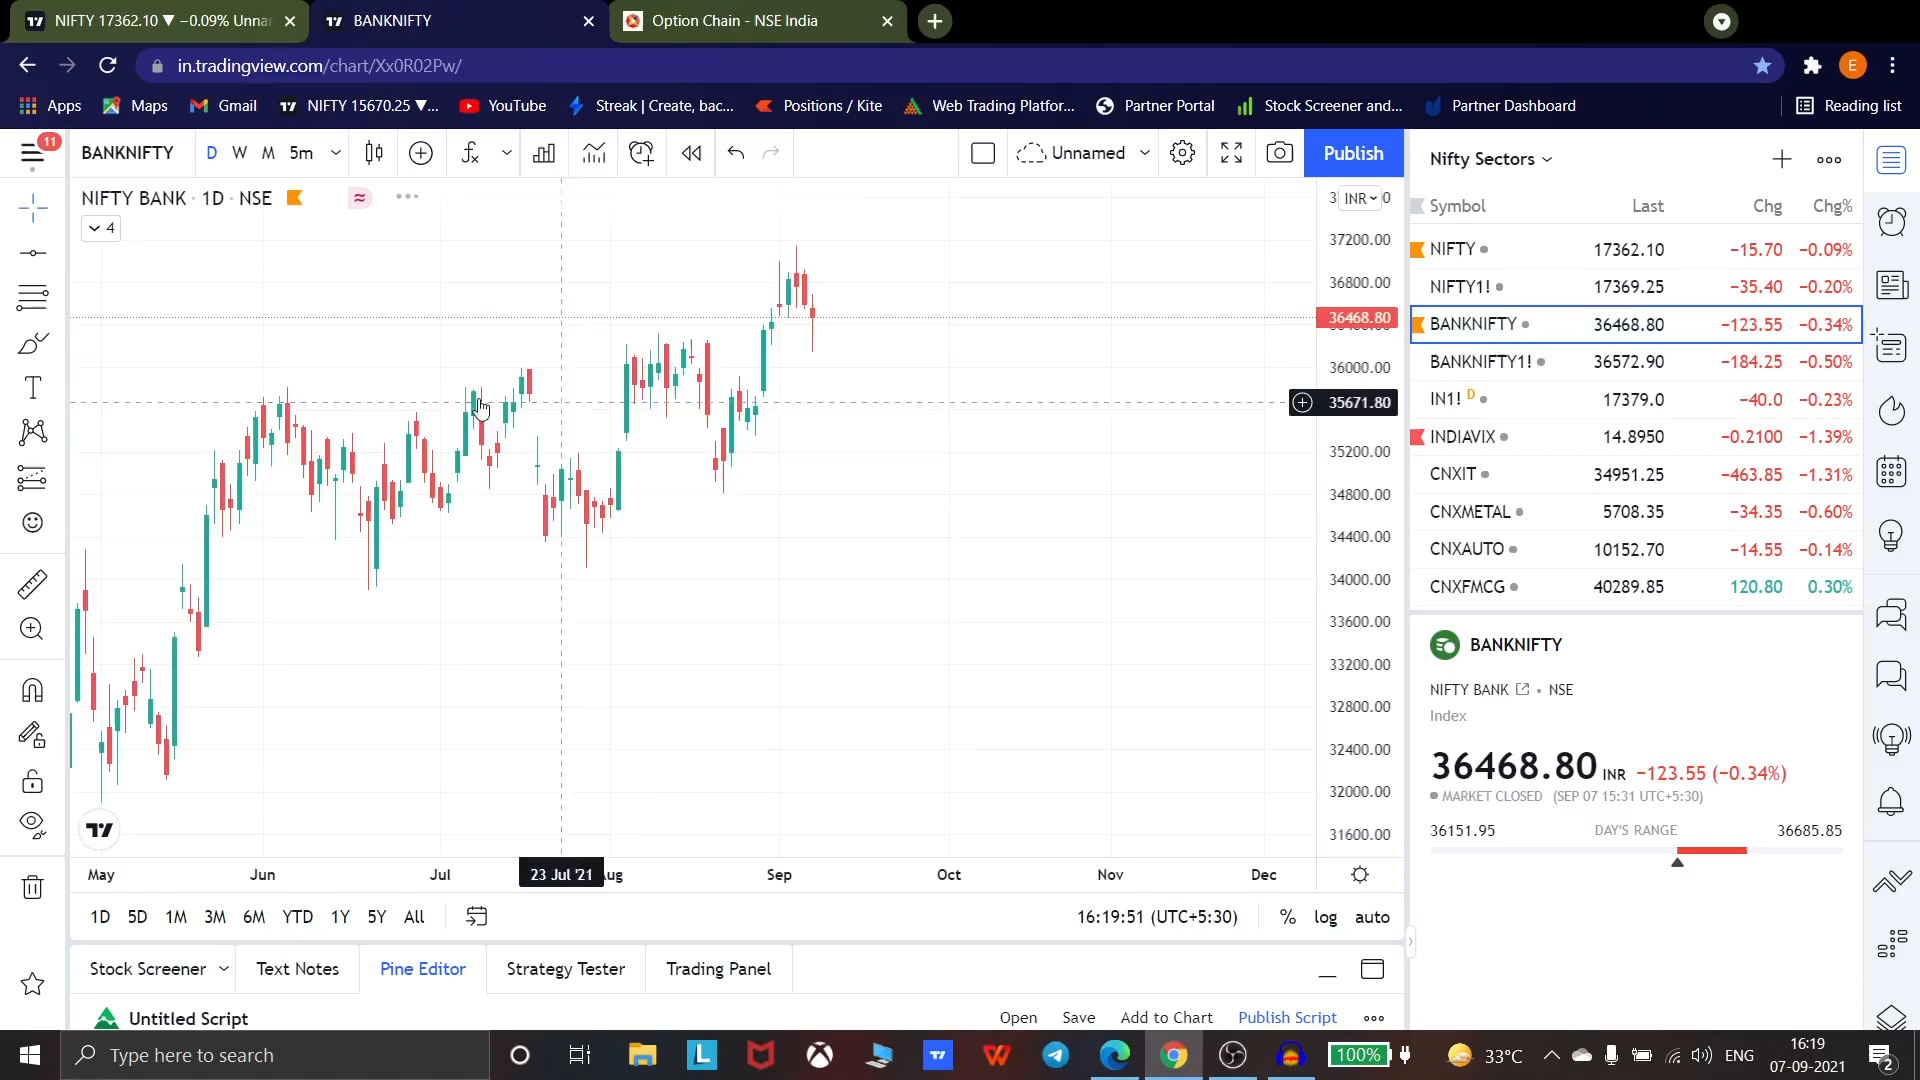 NIFTY 17362.10 ▼ −0.09% Unna
BANKNIFTY
Option Chain - NSE India
in.tradingview.com/chart/Xx0R02Pw/
E
Apps
Maps
Gmail
NIFTY 15670.25 ▼...
YouTube
Streak | Create, bac...
Positions / Kite
Web Trading Platfor...
Partner Portal
Stock Screener and...
Partner Dashboard
Reading list
11
BANKNIFTY
D
W
M
5m
Unnamed
Publish
NIFTY BANK · 1D · NSE
4
INR
37200.00
36800.00
36468.80
36000.00
35671.80
35200.00
34800.00
34400.00
34000.00
33600.00
33200.00
32800.00
32400.00
32000.00
31600.00
May
Jun
Jul
23 Jul '21
Aug
Sep
Oct
Nov
Dec
1D 5D 1M 3M 6M YTD 1Y 5Y All
16:19:51 (UTC+5:30)
% log auto
Stock Screener
Text Notes
Pine Editor
Strategy Tester
Trading Panel
Untitled Script
Open
Save
Add to Chart
Publish Script
Nifty Sectors
Symbol Last Chg Chg%
NIFTY 17362.10 −15.70 −0.09%
NIFTY1! 17369.25 −35.40 −0.20%
BANKNIFTY 36468.80 −123.55 −0.34%
BANKNIFTY1! 36572.90 −184.25 −0.50%
IN1! D 17379.0 −40.0 −0.23%
INDIAVIX 14.8950 −0.2100 −1.39%
CNXIT 34951.25 −463.85 −1.31%
CNXMETAL 5708.35 −34.35 −0.60%
CNXAUTO 10152.70 −14.55 −0.14%
CNXFMCG 40289.85 120.80 0.30%
BANKNIFTY
NIFTY BANK • NSE
Index
36468.80 INR −123.55 (−0.34%)
MARKET CLOSED (SEP 07 15:31 UTC+5:30)
36151.95 DAY'S RANGE 36685.85
Type here to search
100%
33°C
ENG
16:19
07-09-2021
2